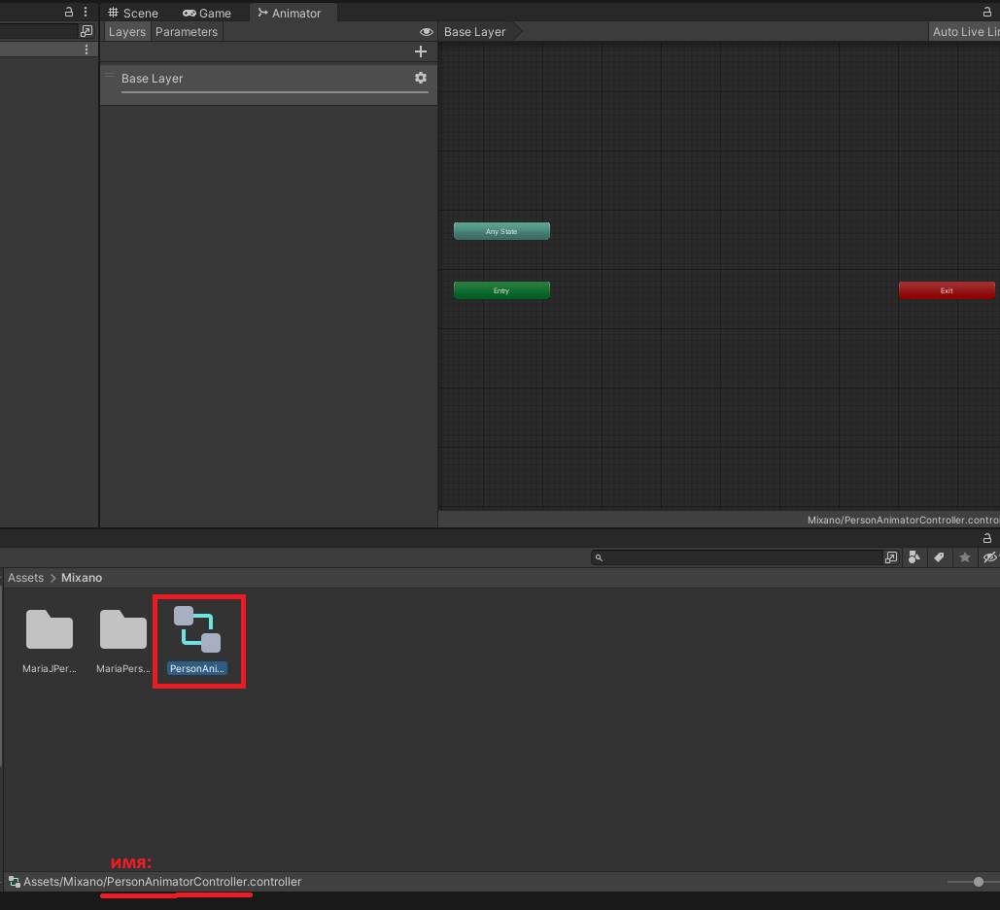 Scene Game Animator
Layers Parameters Base Layer Auto Live Lin
Base Layer
Any State
Entry Exit
Mixano/PersonAnimatorController.contro
Assets > Mixano
MariaJPer... MariaPers... PersonAni...
имя:
Assets/Mixano/PersonAnimatorController.controller